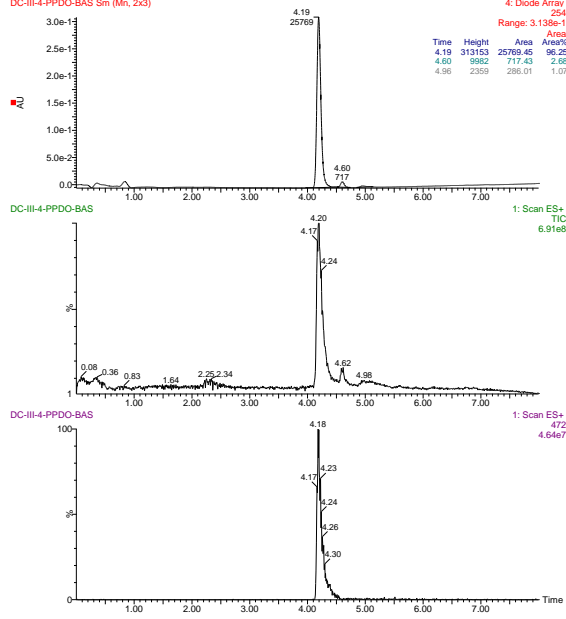 DC-III-4-PPDO-BAS Sm (Mn, 2x3)
4: Diode Array
254
Range: 3.138e-1
Area
Time Height Area Area%
4.19 313153 25769.45 96.25
4.60 9982 717.43 2.68
4.96 2359 286.01 1.07
4.19
25769
4.60
717
AU
3.0e-1
2.5e-1
2.0e-1
1.5e-1
1.0e-1
5.0e-2
0.0
1.00 2.00 3.00 4.00 5.00 6.00 7.00
DC-III-4-PPDO-BAS
1: Scan ES+
TIC
6.91e8
4.20
4.17
4.24
%
0.08
0.36
0.83
1.64
2.25
2.34
4.62
4.98
1
1.00 2.00 3.00 4.00 5.00 6.00 7.00
DC-III-4-PPDO-BAS
1: Scan ES+
472
4.64e7
100
4.18
4.17
4.23
4.24
4.26
4.30
%
0
Time
1.00 2.00 3.00 4.00 5.00 6.00 7.00